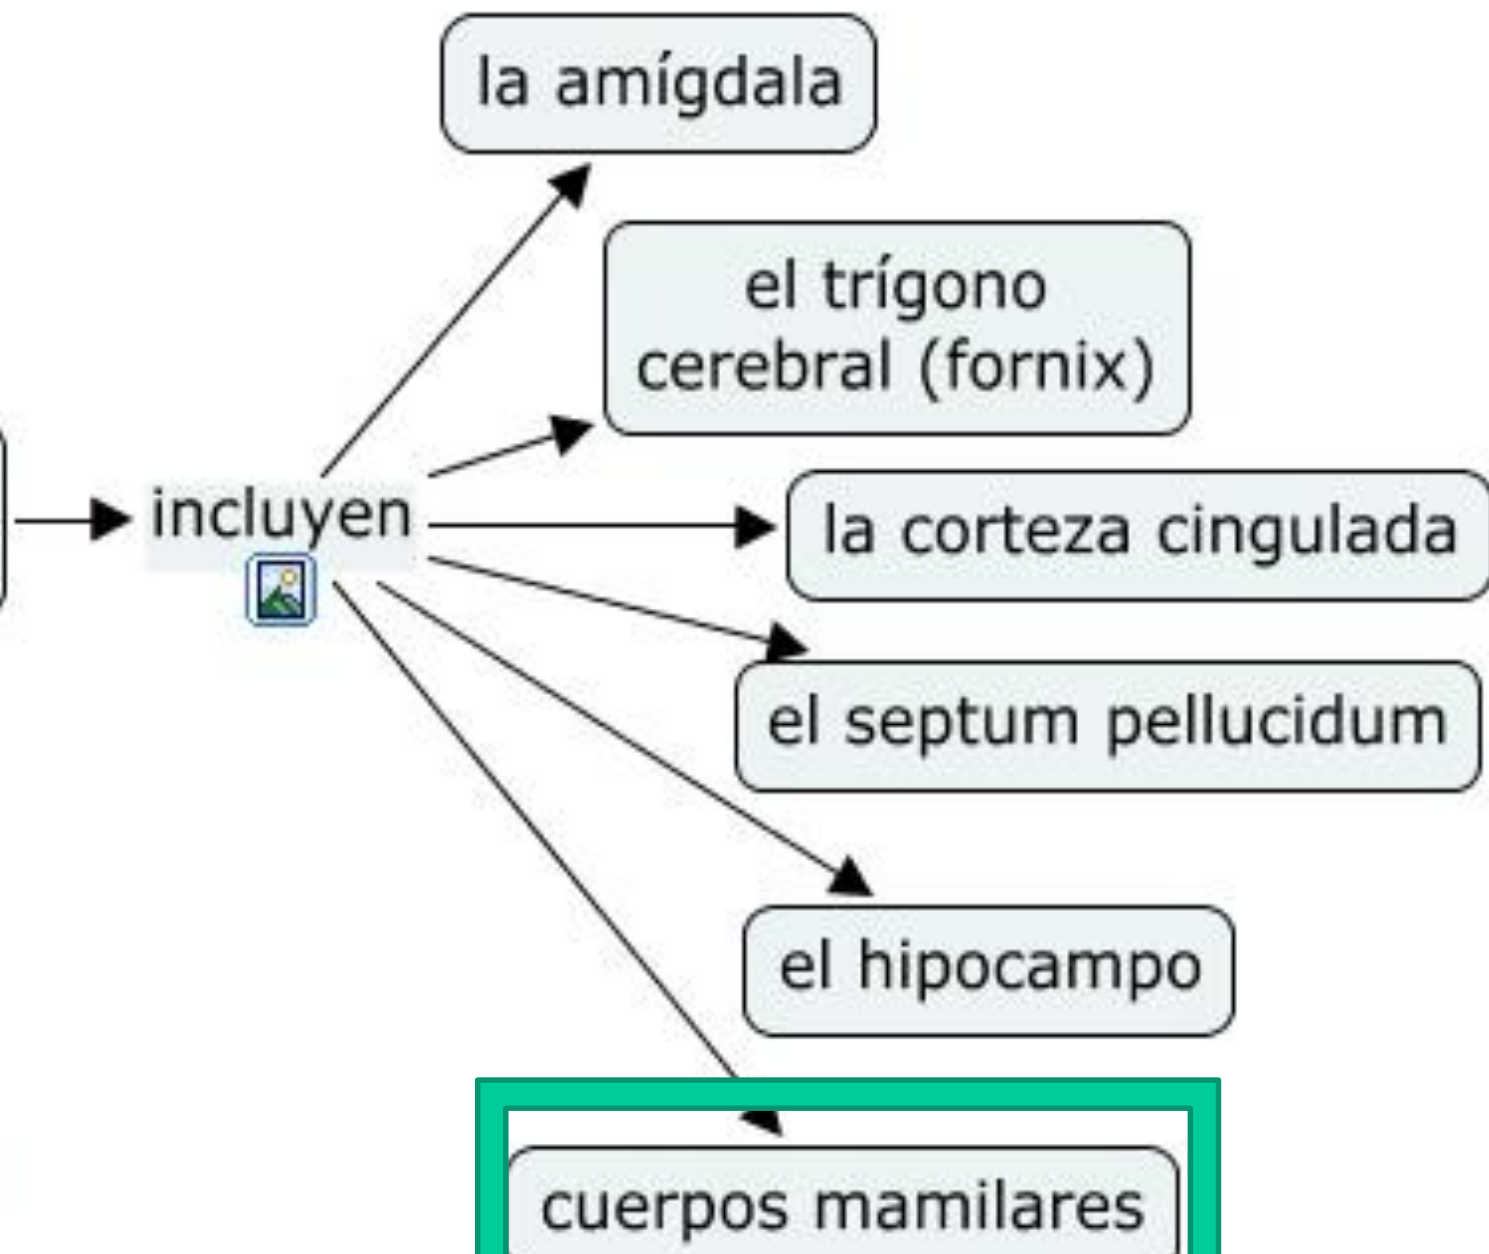 la amígdala
el trígono
cerebral (fornix)
incluyen
la corteza cingulada
el septum pellucidum
el hipocampo
cuerpos mamilares